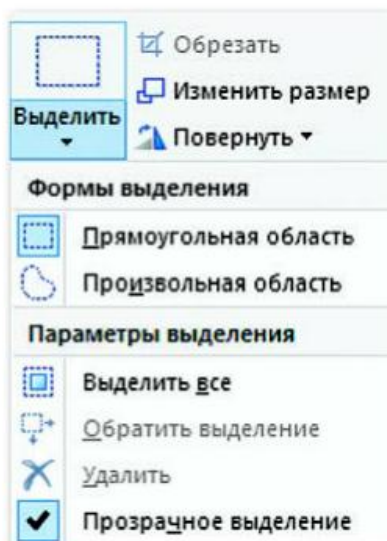 Обрезать
Изменить размер
Выделить
Повернуть
Формы выделения
Прямоугольная область
Произвольная область
Параметры выделения
Выделить все
Обратить выделение
Удалить
Прозрачное выделение